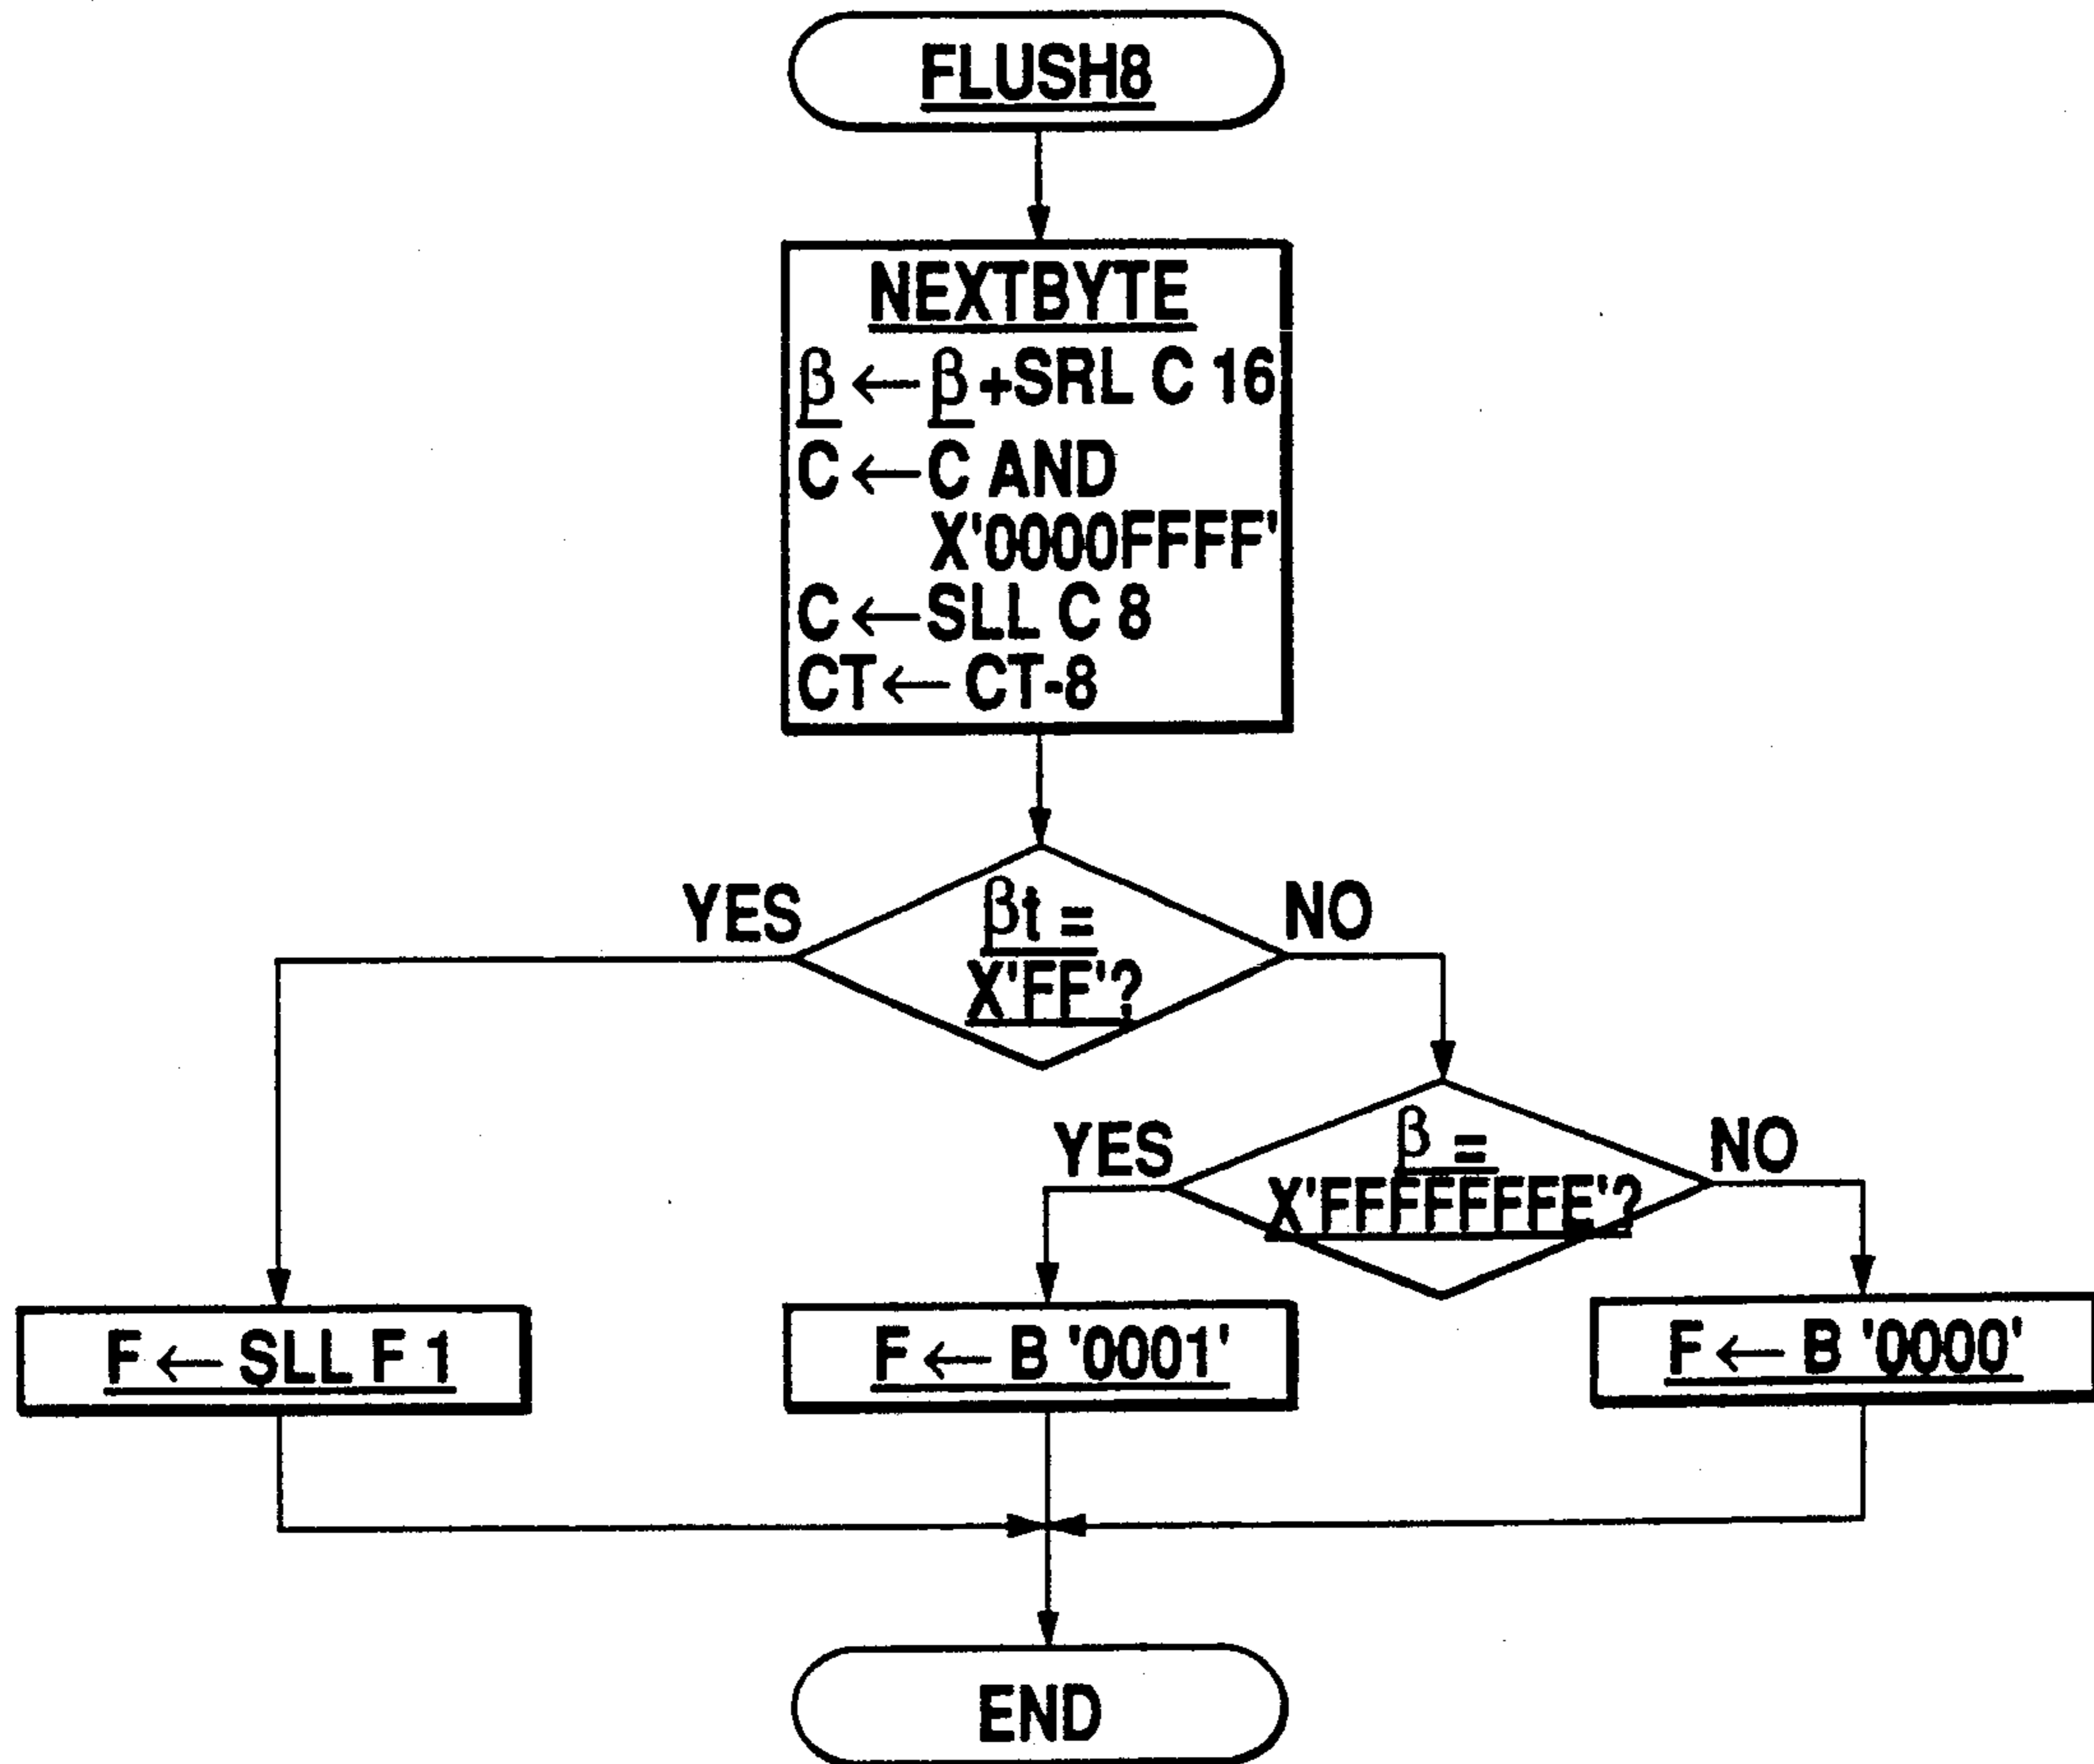 FLUSH8
NEXTBYTE
β ← β +SRL C 16
C ← C AND
X'0000FFFF'
C ← SLL C 8
CT ← CT-8
YES
βt =
X'FF'?
NO
YES
β =
X'FFFFFFFE'?
NO
F ← SLL F 1
F ← B '0001'
F ← B '0000'
END